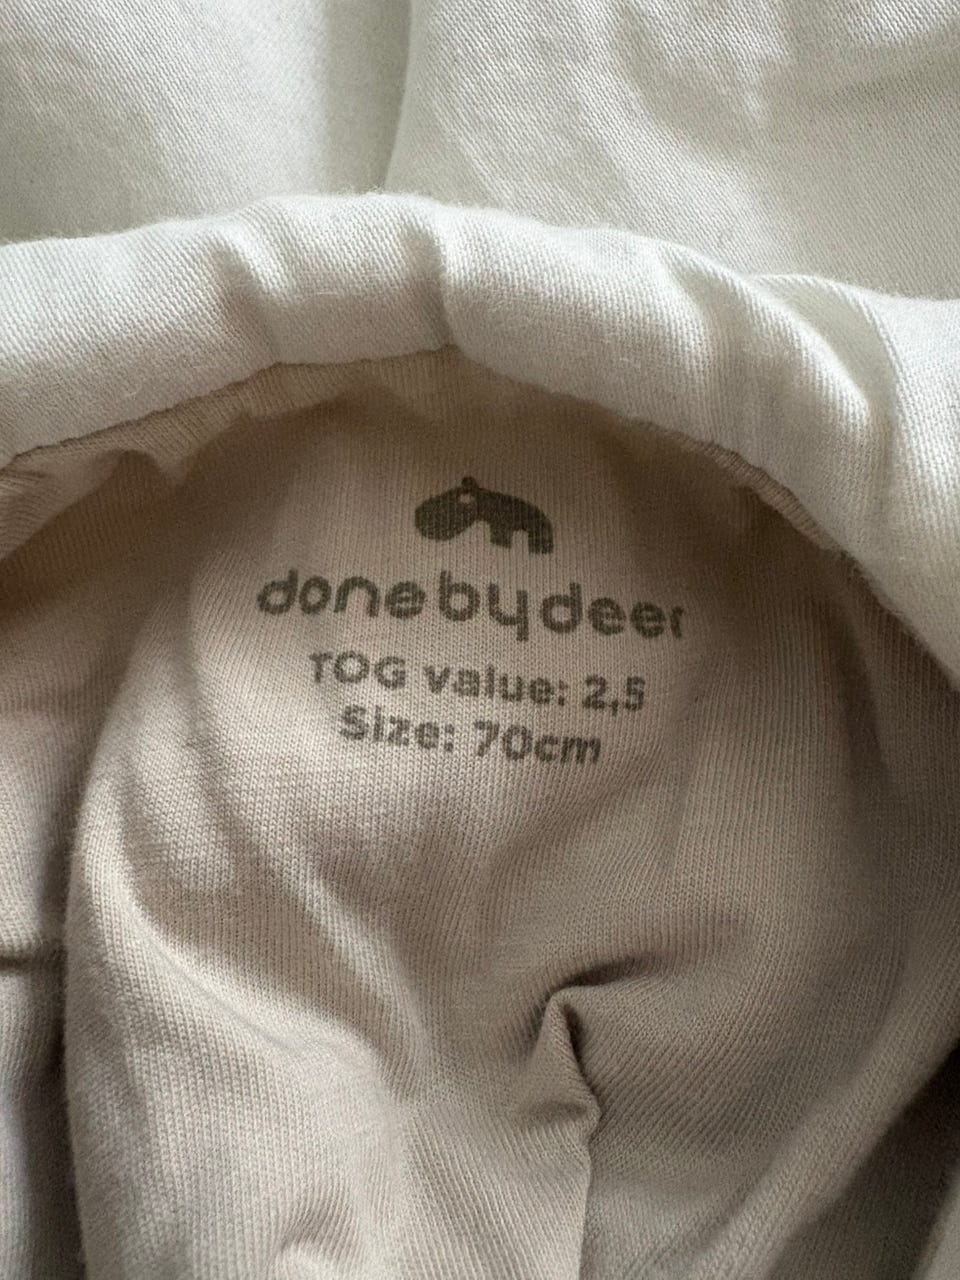 done by deer
TOG value: 2,5
Size: 70cm